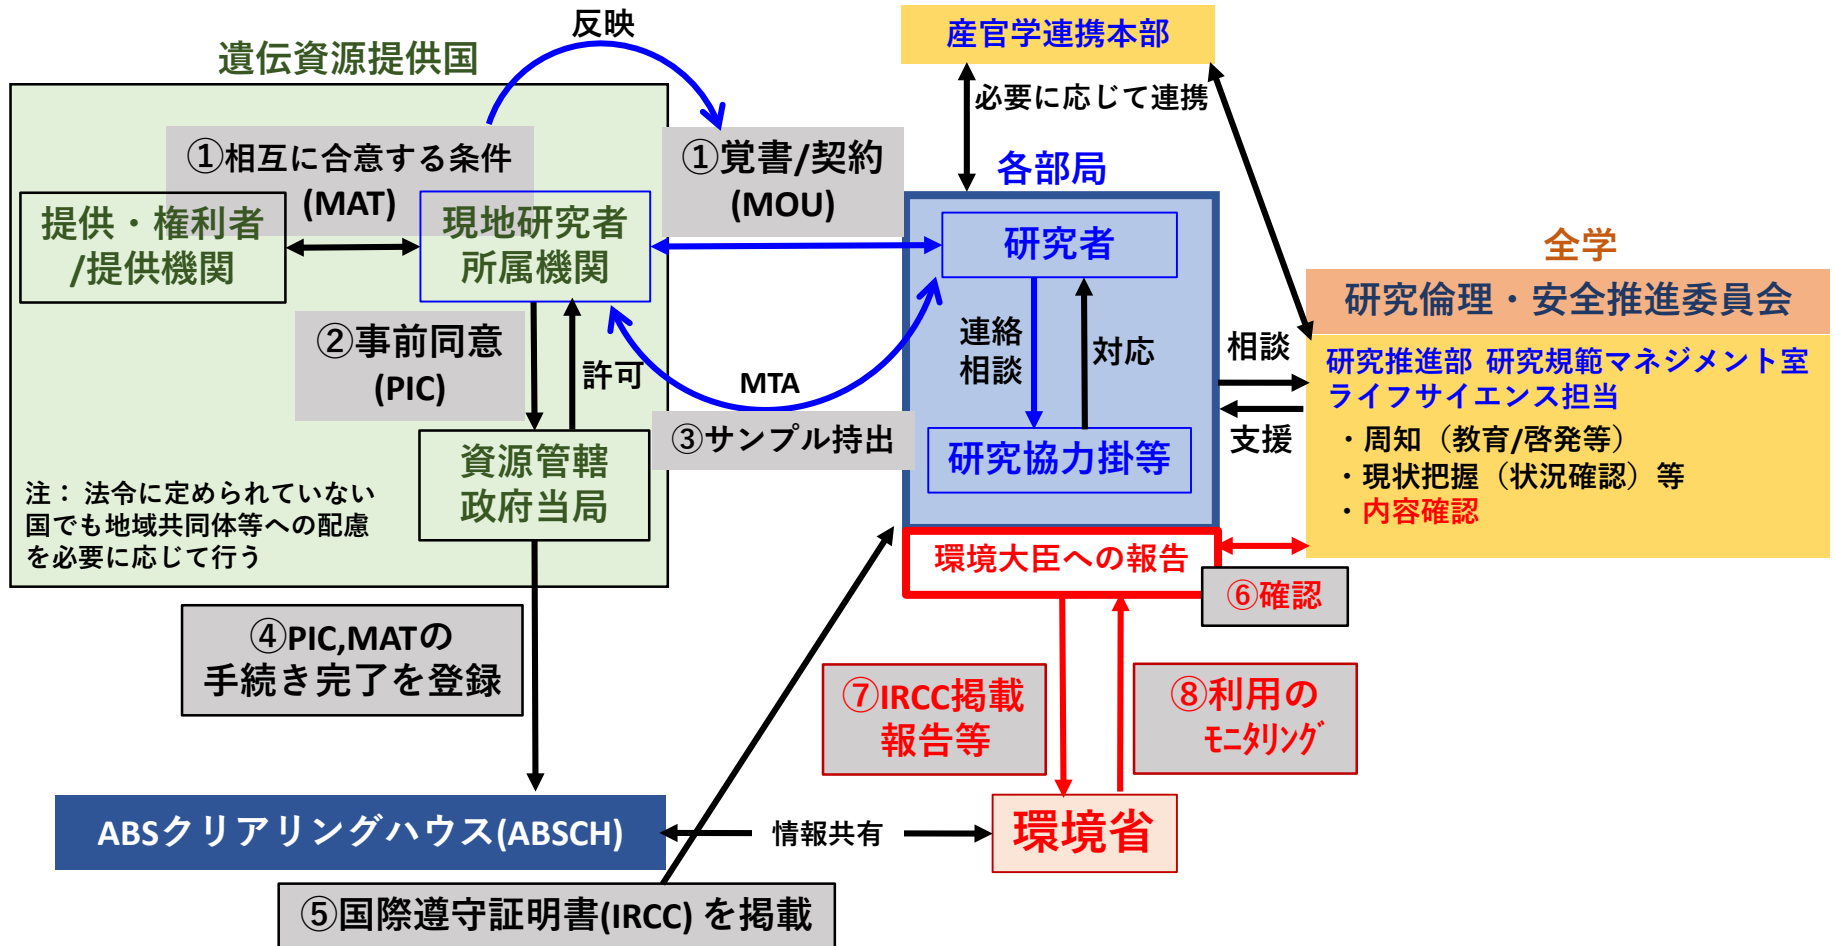 反映
遺伝資源提供国
①相互に合意する条件
(MAT)
①覚書/契約
(MOU)
提供・権利者
/提供機関
現地研究者
所属機関
②事前同意
(PIC)
許可
MTA
③サンプル持出
資源管轄
政府当局
注： 法令に定められていない
国でも地域共同体等への配慮
を必要に応じて行う
産官学連携本部
必要に応じて連携
各部局
研究者
連絡
相談
対応
研究協力掛等
相談
支援
全学
研究倫理・安全推進委員会
研究推進部 研究規範マネジメント室
ライフサイエンス担当
・周知（教育/啓発等）
・現状把握（状況確認）等
・内容確認
環境大臣への報告
⑥確認
④PIC,MATの
手続き完了を登録
⑦IRCC掲載
報告等
⑧利用の
ﾓﾆﾀﾘﾝｸﾞ
ABSクリアリングハウス(ABSCH)
情報共有
環境省
⑤国際遵守証明書(IRCC) を掲載